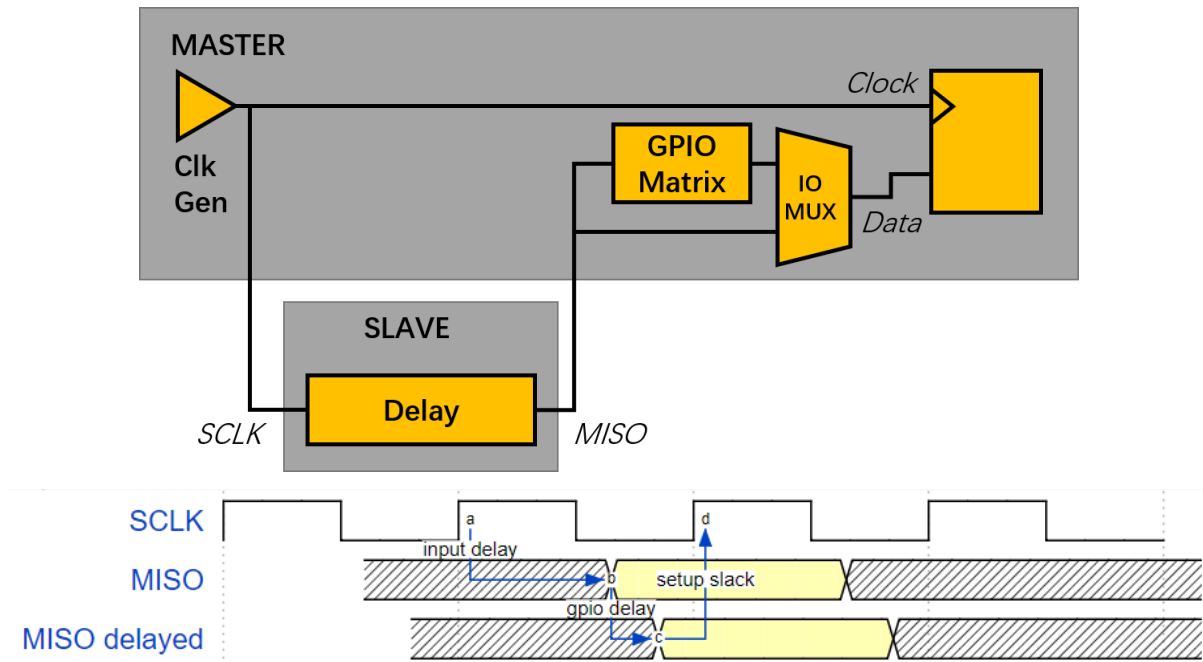 MASTER
Clk
Gen
Clock
GPIO
Matrix
IO
MUX
Data
SLAVE
Delay
SCLK
MISO
SCLK
a
d
input delay
MISO
b
setup slack
gpio delay
MISO delayed
c